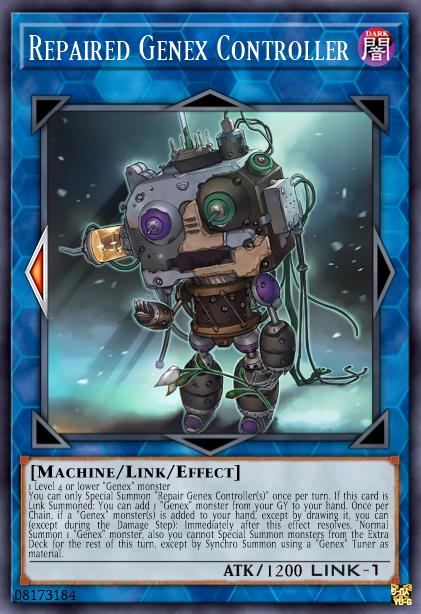 REPAIRED GENEX CONTROLLER
DARK
闇
[MACHINE/LINK/EFFECT]
1 Level 4 or lower "Genex" monster
You can only Special Summon "Repair Genex Controller(s)" once per turn. If this card is
Link Summoned: You can add 1 "Genex" monster from your GY to your hand. Once per
Chain, if a "Genex" monster(s) is added to your hand, except by drawing it, you can
(except during the Damage Step): Immediately after this effect resolves, Normal
Summon 1 "Genex" monster, also you cannot Special Summon monsters from the Extra
Deck for the rest of this turn, except by Synchro Summon using a "Genex" Tuner as
material.
ATK/1200 LINK-1
08173184